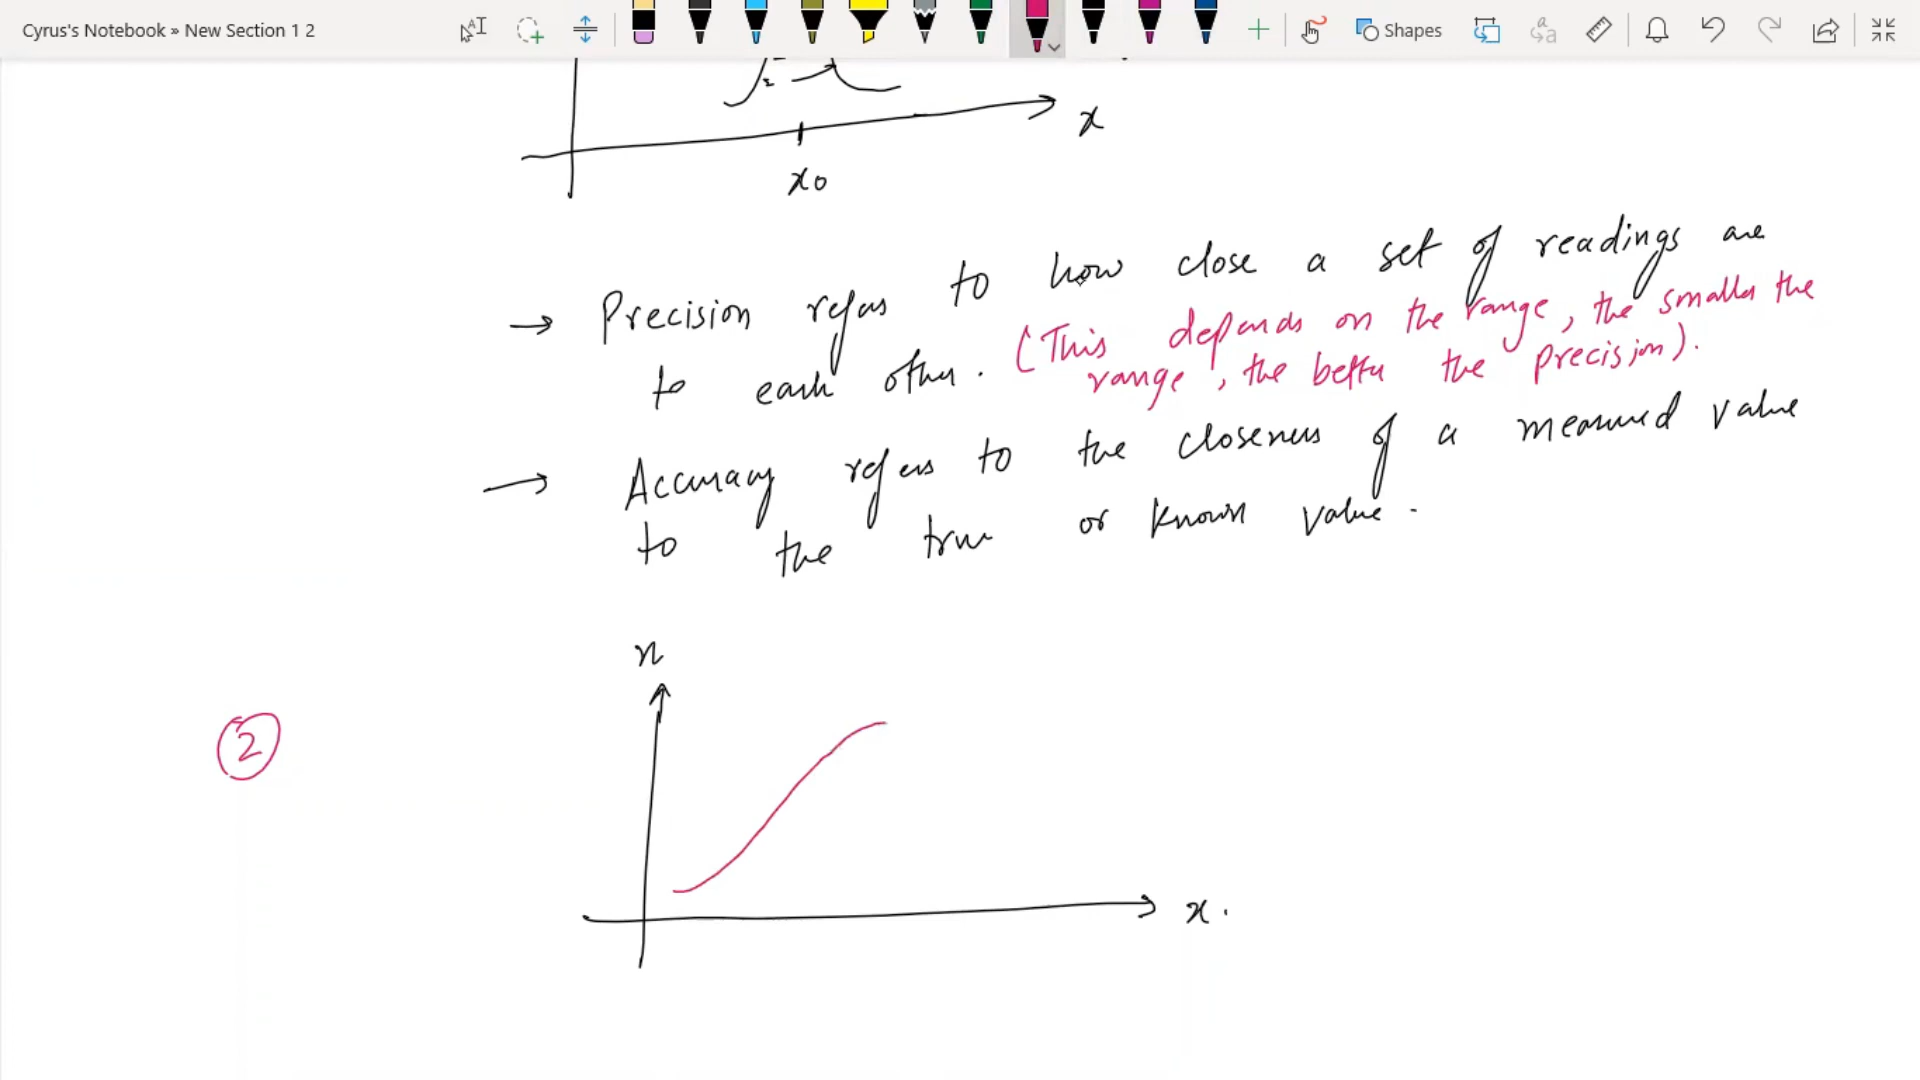 Cyrus's Notebook » New Section 1 2
Shapes
x
x0
→ Precision refers to how close a set of readings are
to each other. (This depends on the range, the smaller the
range, the better the precision).
→ Accuracy refers to the closeness of a measured value
to the true or known value.
n
2
x.